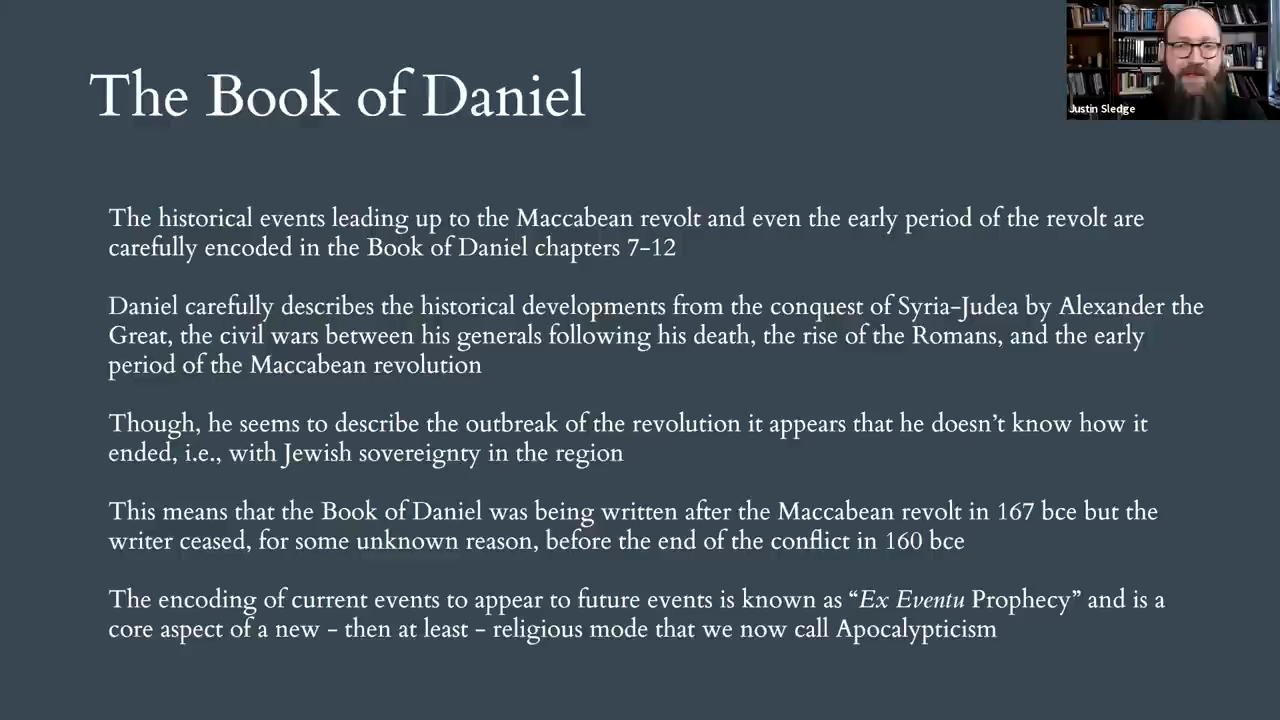 The Book of Daniel
Justin Sledge
The historical events leading up to the Maccabean revolt and even the early period of the revolt are
carefully encoded in the Book of Daniel chapters 7-12
Daniel carefully describes the historical developments from the conquest of Syria-Judea by Alexander the
Great, the civil wars between his generals following his death, the rise of the Romans, and the early
period of the Maccabean revolution
Though, he seems to describe the outbreak of the revolution it appears that he doesn’t know how it
ended, i.e., with Jewish sovereignty in the region
This means that the Book of Daniel was being written after the Maccabean revolt in 167 bce but the
writer ceased, for some unknown reason, before the end of the conflict in 160 bce
The encoding of current events to appear to future events is known as “Ex Eventu Prophecy” and is a
core aspect of a new - then at least - religious mode that we now call Apocalypticism